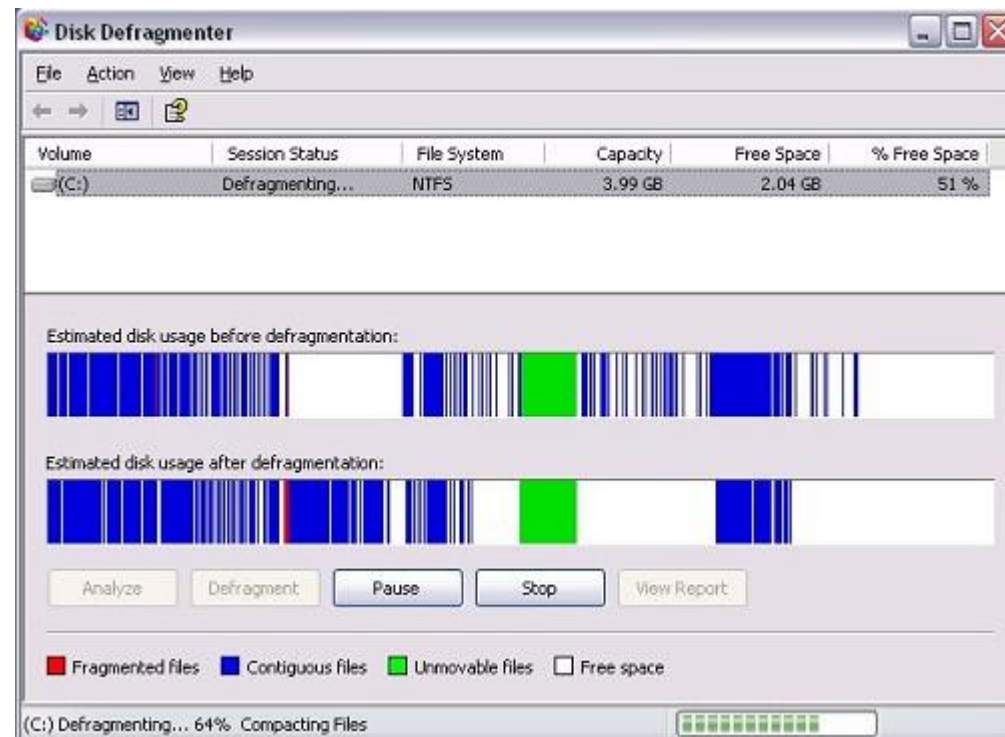 Disk Defragmenter
File Action View Help
Volume Session Status File System Capacity Free Space % Free Space
(C:) Defragmenting... NTFS 3.99 GB 2.04 GB 51 %
Estimated disk usage before defragmentation:
Estimated disk usage after defragmentation:
Analyze Defragment Pause Stop View Report
Fragmented files Contiguous files Unmovable files Free space
(C:) Defragmenting... 64% Compacting Files